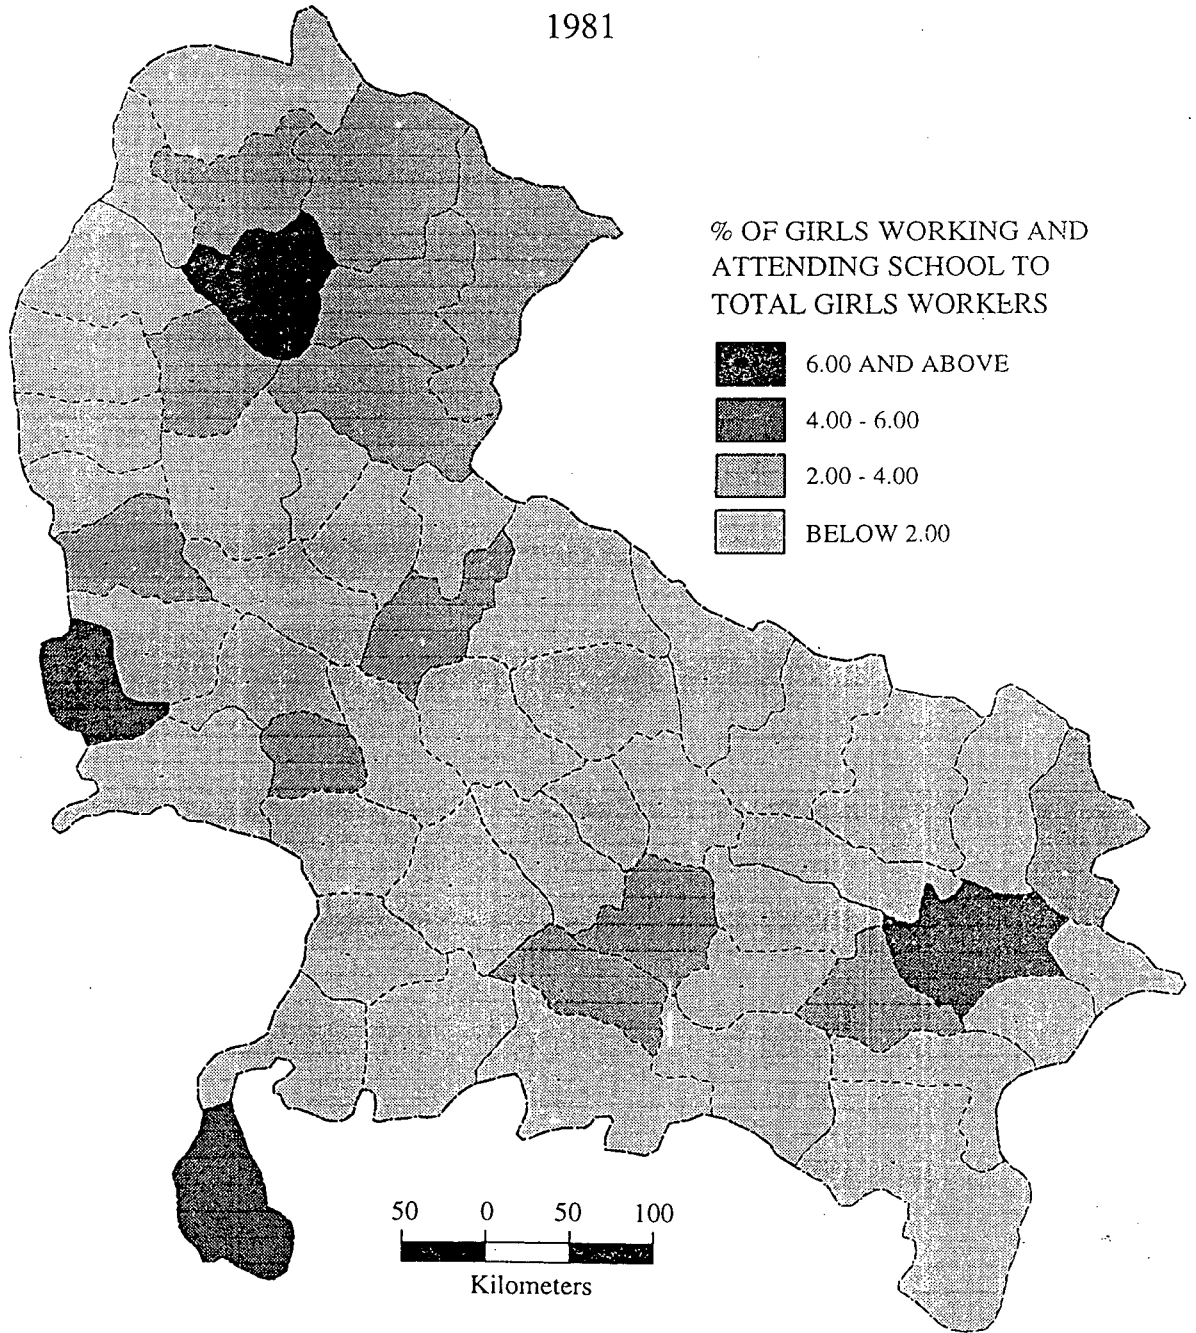 1981
% OF GIRLS WORKING AND
ATTENDING SCHOOL TO
TOTAL GIRLS WORKERS
6.00 AND ABOVE
4.00 - 6.00
2.00 - 4.00
BELOW 2.00
50 0 50 100
Kilometers